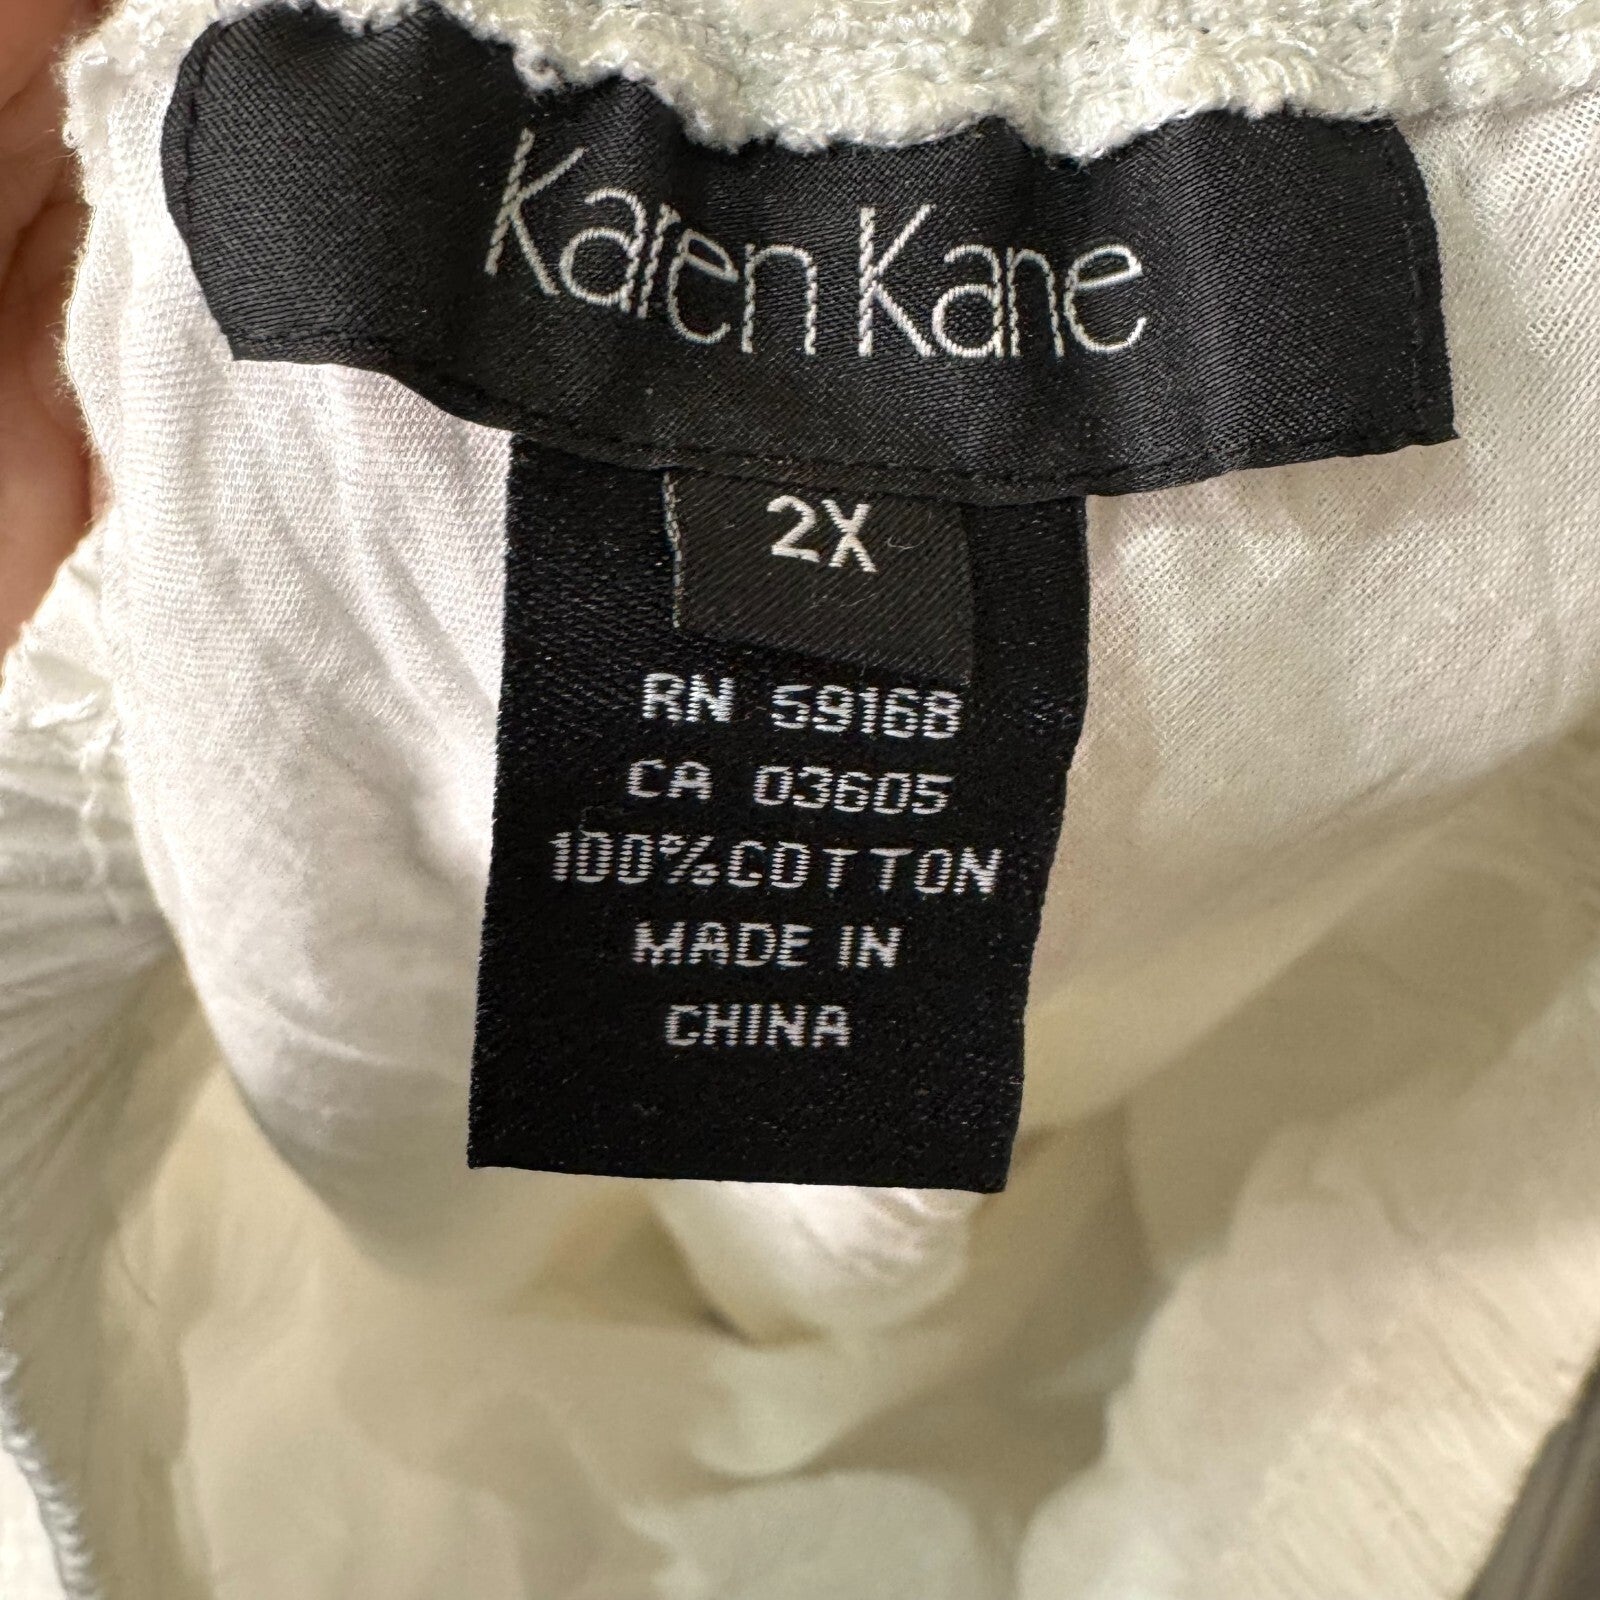 Karen Kane
2X
RN 59168
CA 03605
100%COTTON
MADE IN
CHINA